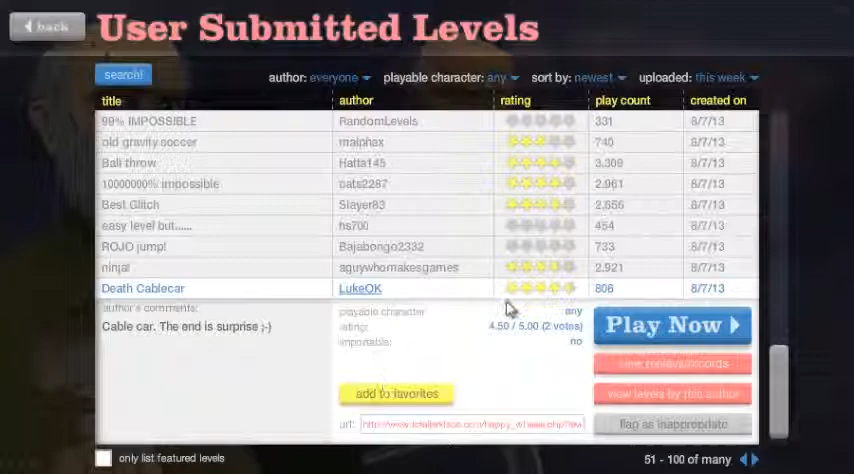 back
User Submitted Levels
search!
author: everyone playable character: any sort by: newest uploaded: this week
title author rating play count created on
99% IMPOSSIBLE RandomLevels 331 8/7/13
old gravity soccer malphax 740 8/7/13
Ball throw Hatta145 3,309 8/7/13
10000000% impossible cats2287 2,961 8/7/13
Best Glitch Slayer83 2,656 8/7/13
easy level but...... hs700 454 8/7/13
ROJO jump! Bajabongo2332 733 8/7/13
ninja! aguywhomakesgames 2,921 8/7/13
Death Cablecar LukeOK 806 8/7/13
author's comments:
Cable car. The end is surprise ;-)
playable character any
rating: 4.50 / 5.00 (2 votes)
importable: no
Play Now
view levels by this author
add to favorites
flag as inappropriate
url:
only list featured levels
51 - 100 of many